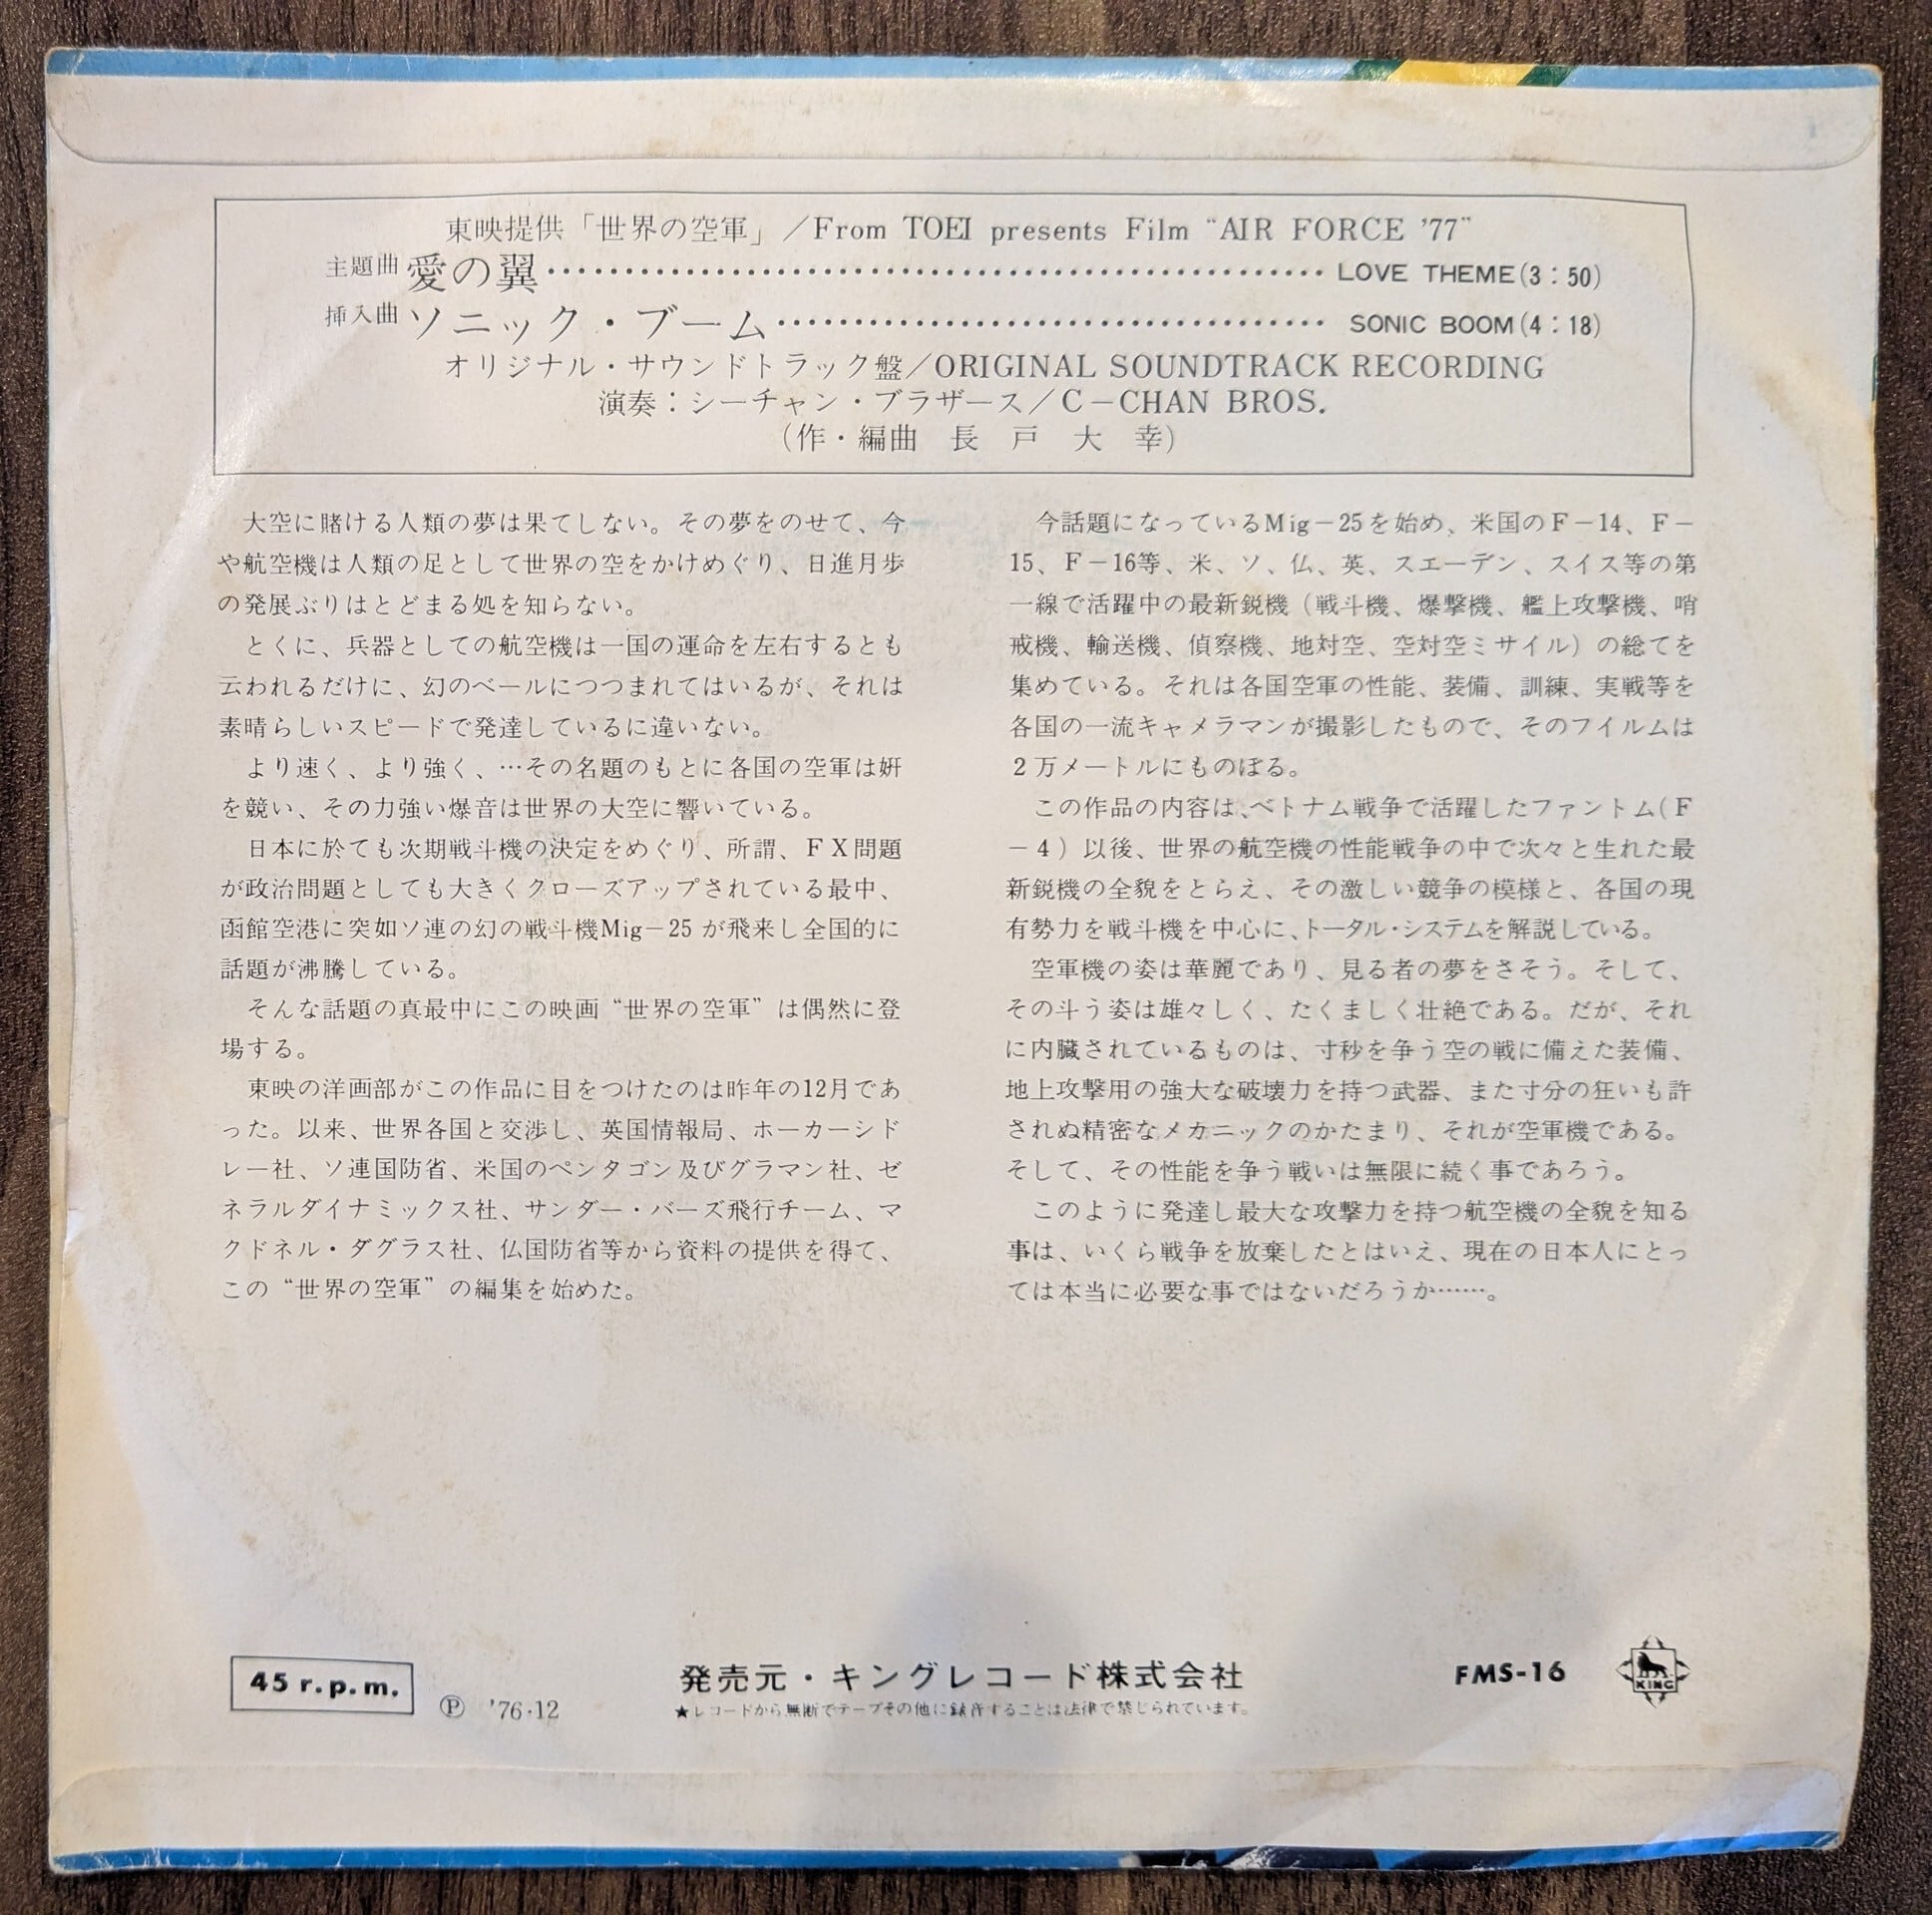 東映提供「世界の空軍」／From TOEI presents Film “AIR FORCE ’77”
主題曲 愛の翼……………………………………………… LOVE THEME(3：50)
挿入曲 ソニック・ブーム………………………………… SONIC BOOM(4：18)
オリジナル・サウンドトラック盤／ORIGINAL SOUNDTRACK RECORDING
演奏：シーチャン・ブラザース／C－CHAN BROS.
（作・編曲　長　戸　大　幸）
大空に賭ける人類の夢は果てしない。その夢をのせて、今
や航空機は人類の足として世界の空をかけめぐり、日進月歩
の発展ぶりはとどまる処を知らない。
とくに、兵器としての航空機は一国の運命を左右するとも
云われるだけに、幻のベールにつつまれてはいるが、それは
素晴らしいスピードで発達しているに違いない。
より速く、より強く、…その名題のもとに各国の空軍は妍
を競い、その力強い爆音は世界の大空に響いている。
日本に於ても次期戦斗機の決定をめぐり、所謂、ＦＸ問題
が政治問題としても大きくクローズアップされている最中、
函館空港に突如ソ連の幻の戦斗機Mig－25 が飛来し全国的に
話題が沸騰している。
そんな話題の真最中にこの映画“世界の空軍”は偶然に登
場する。
東映の洋画部がこの作品に目をつけたのは昨年の12月であ
った。以来、世界各国と交渉し、英国情報局、ホーカーシド
レー社、ソ連国防省、米国のペンタゴン及びグラマン社、ゼ
ネラルダイナミックス社、サンダー・バーズ飛行チーム、マ
クドネル・ダグラス社、仏国防省等から資料の提供を得て、
この“世界の空軍”の編集を始めた。
今話題になっているMig－25を始め、米国のＦ－14、Ｆ－
15、Ｆ－16等、米、ソ、仏、英、スエーデン、スイス等の第
一線で活躍中の最新鋭機（戦斗機、爆撃機、艦上攻撃機、哨
戒機、輸送機、偵察機、地対空、空対空ミサイル）の総てを
集めている。それは各国空軍の性能、装備、訓練、実戦等を
各国の一流キャメラマンが撮影したもので、そのフイルムは
２万メートルにものぼる。
この作品の内容は、ベトナム戦争で活躍したファントム（Ｆ
－４）以後、世界の航空機の性能戦争の中で次々と生れた最
新鋭機の全貌をとらえ、その激しい競争の模様と、各国の現
有勢力を戦斗機を中心に、トータル・システムを解説している。
空軍機の姿は華麗であり、見る者の夢をさそう。そして、
その斗う姿は雄々しく、たくましく壮絶である。だが、それ
に内臓されているものは、寸秒を争う空の戦に備えた装備、
地上攻撃用の強大な破壊力を持つ武器、また寸分の狂いも許
されぬ精密なメカニックのかたまり、それが空軍機である。
そして、その性能を争う戦いは無限に続く事であろう。
このように発達し最大な攻撃力を持つ航空機の全貌を知る
事は、いくら戦争を放棄したとはいえ、現在の日本人にとっ
ては本当に必要な事ではないだろうか……。
45 r.p.m.
Ⓟ ’76・12
発売元・キングレコード株式会社
★レコードから無断でテープその他に録音することは法律で禁じられています。
FMS-16
KING